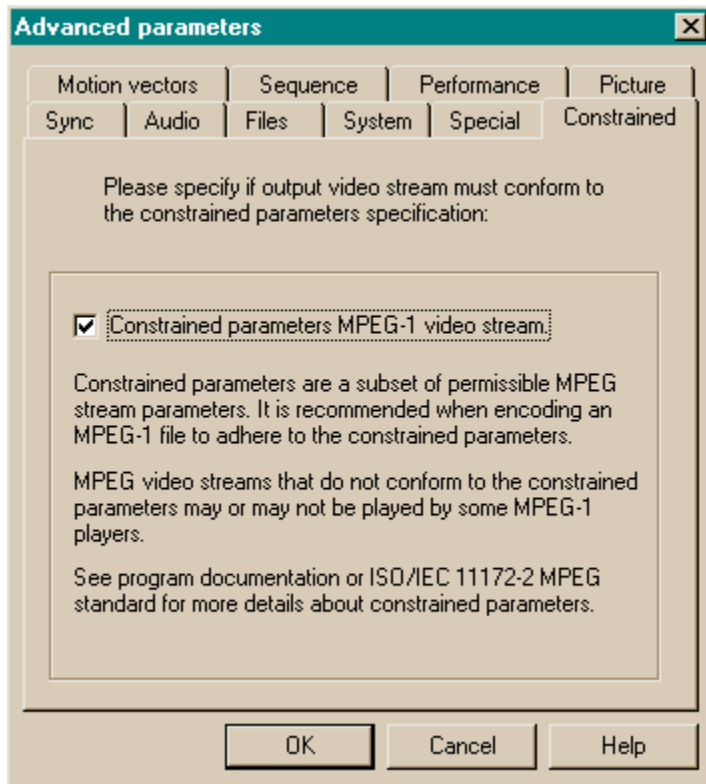 Advanced parameters
Motion vectors Sequence Performance Picture
Sync Audio Files System Special Constrained
Please specify if output video stream must conform to
the constrained parameters specification:
Constrained parameters MPEG-1 video stream.
Constrained parameters are a subset of permissible MPEG
stream parameters. It is recommended when encoding an
MPEG-1 file to adhere to the constrained parameters.
MPEG video streams that do not conform to the constrained
parameters may or may not be played by some MPEG-1
players.
See program documentation or ISO/IEC 11172-2 MPEG
standard for more details about constrained parameters.
OK Cancel Help